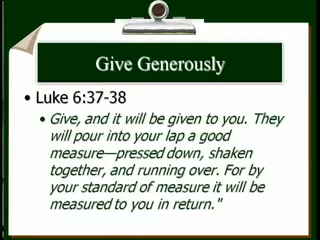 Give Generously
• Luke 6:37-38
• Give, and it will be given to you. They
will pour into your lap a good
measure—pressed down, shaken
together, and running over. For by
your standard of measure it will be
measured to you in return."